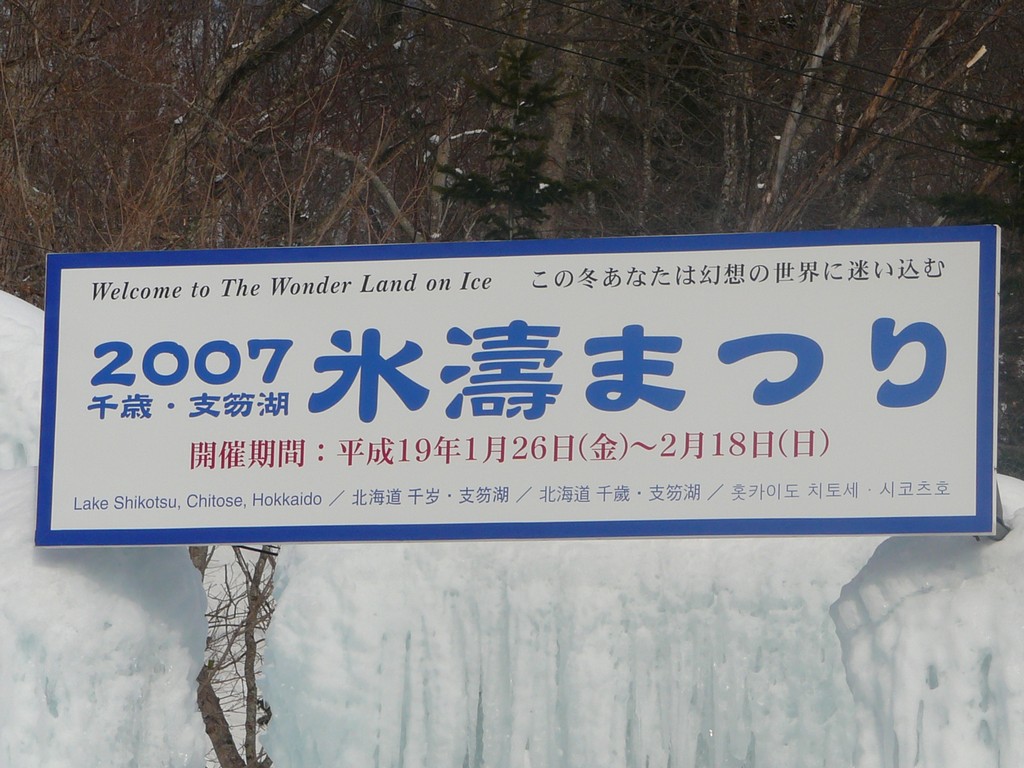 Welcome to The Wonder Land on Ice この冬あなたは幻想の世界に迷い込む
2007 氷濤まつり
千歳・支笏湖
開催期間：平成19年1月26日(金)～2月18日(日)
Lake Shikotsu, Chitose, Hokkaido ／ 北海道 千岁・支笏湖 ／ 北海道 千歲・支笏湖 ／ 홋카이도 치토세 · 시코츠호